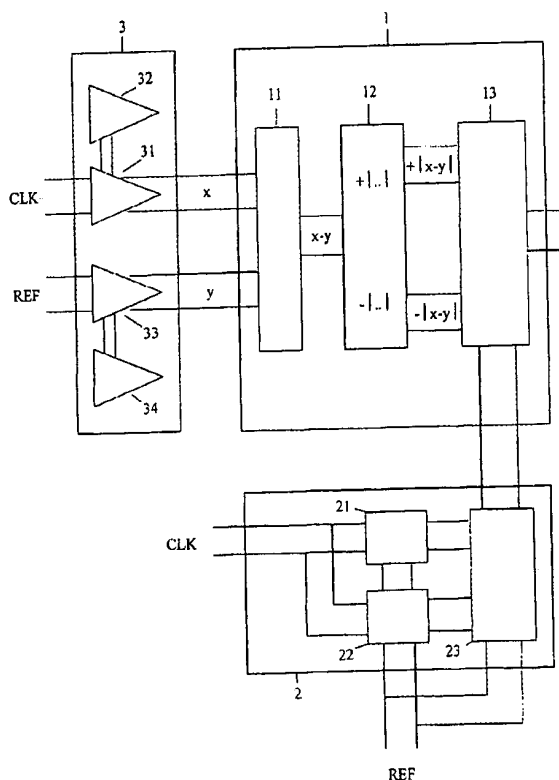 3
1
32
11
12
13
31
CLK
x
+|..|
+|x-y|
x-y
REF
y
-|..|
-|x-y|
33
34
21
CLK
22
23
2
REF